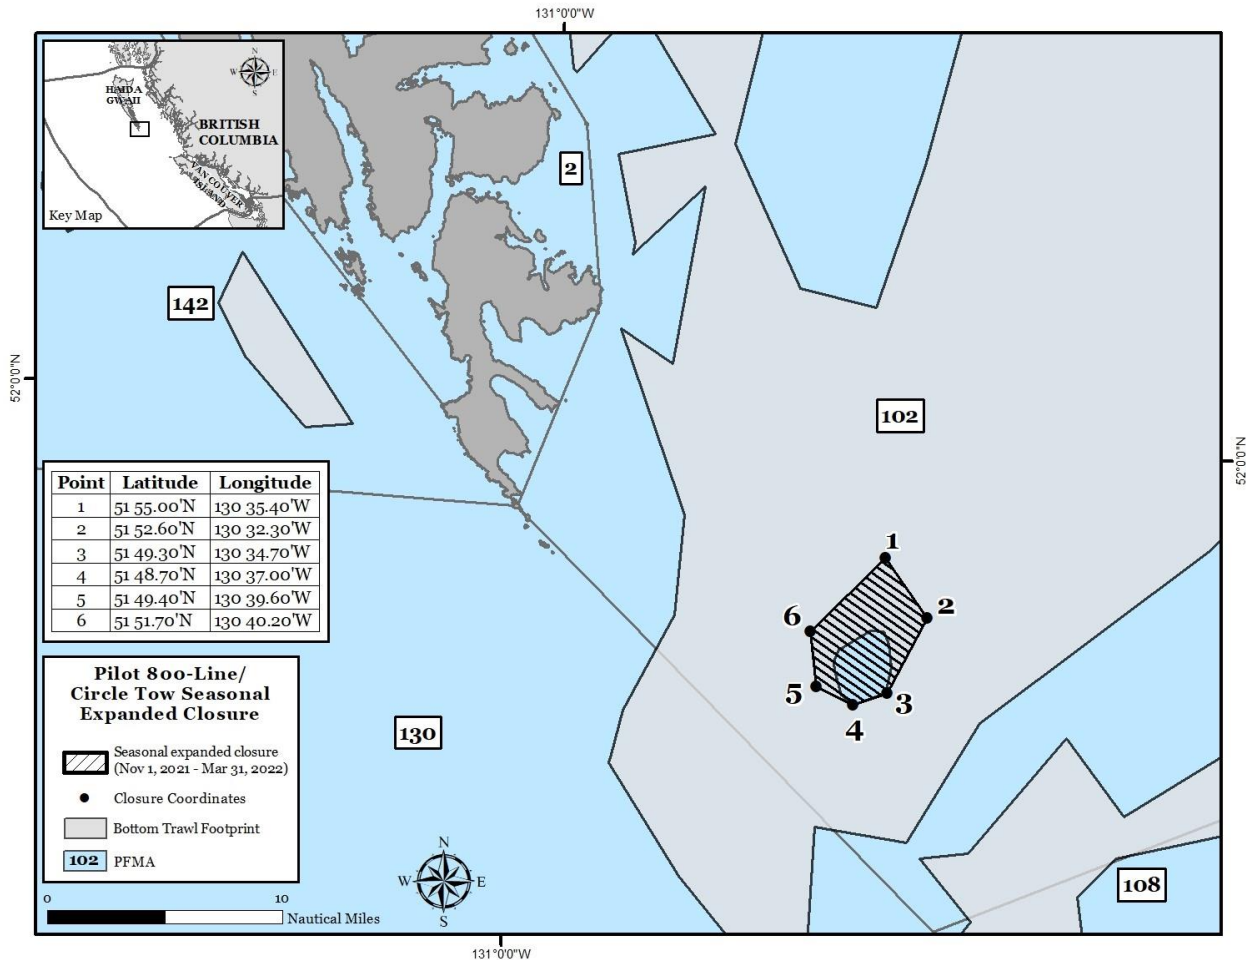 131°0'0"W
HAIDA
GWAII
N
W E
S
BRITISH
COLUMBIA
VANCOUVER
ISLAND
Key Map
2
142
52°0'0"N
102
52°0'0"N
Point Latitude Longitude
1 51 55.00'N 130 35.40'W
2 51 52.60'N 130 32.30'W
3 51 49.30'N 130 34.70'W
4 51 48.70'N 130 37.00'W
5 51 49.40'N 130 39.60'W
6 51 51.70'N 130 40.20'W
1
2
6
5
3
4
130
Pilot 800-Line/
Circle Tow Seasonal
Expanded Closure
Seasonal expanded closure
(Nov 1, 2021 - Mar 31, 2022)
Closure Coordinates
Bottom Trawl Footprint
102 PFMA
N
W E
S
108
0 10
Nautical Miles
131°0'0"W